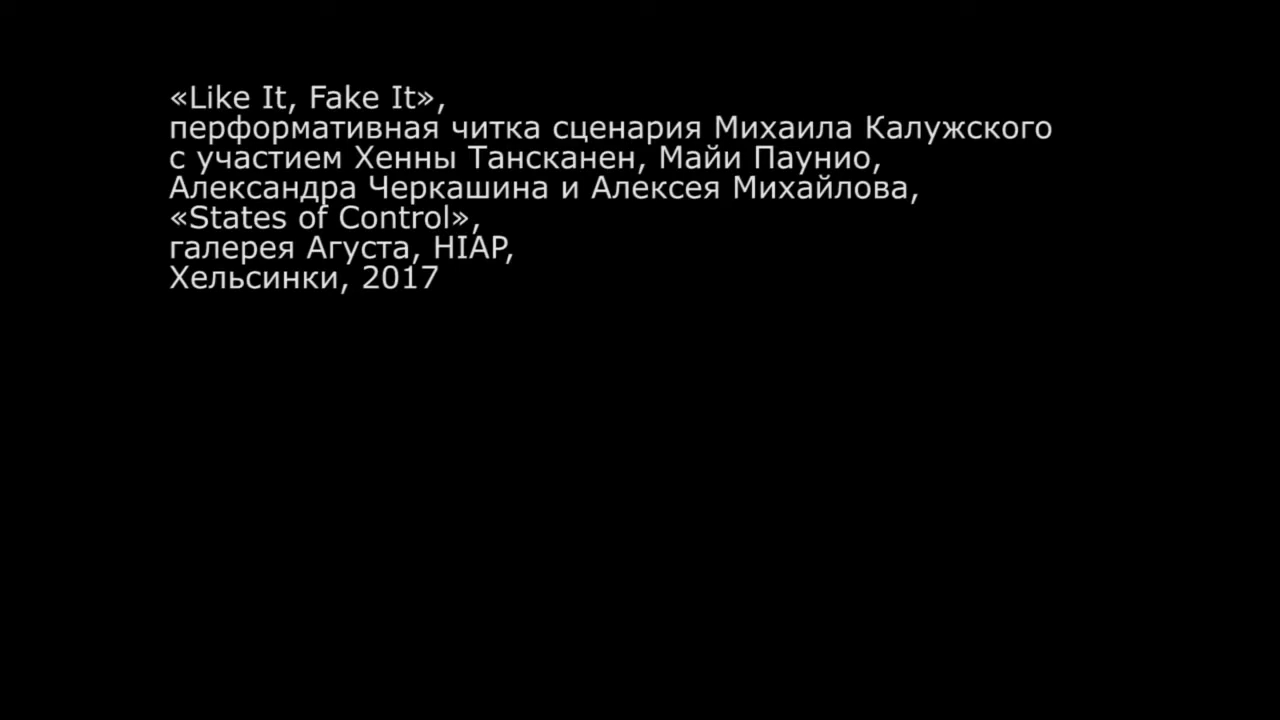 «Like It, Fake It»,
перформативная читка сценария Михаила Калужского
с участием Хенны Тансканен, Майи Паунио,
Александра Черкашина и Алексея Михайлова,
«States of Control»,
галерея Агуста, HIAP,
Хельсинки, 2017